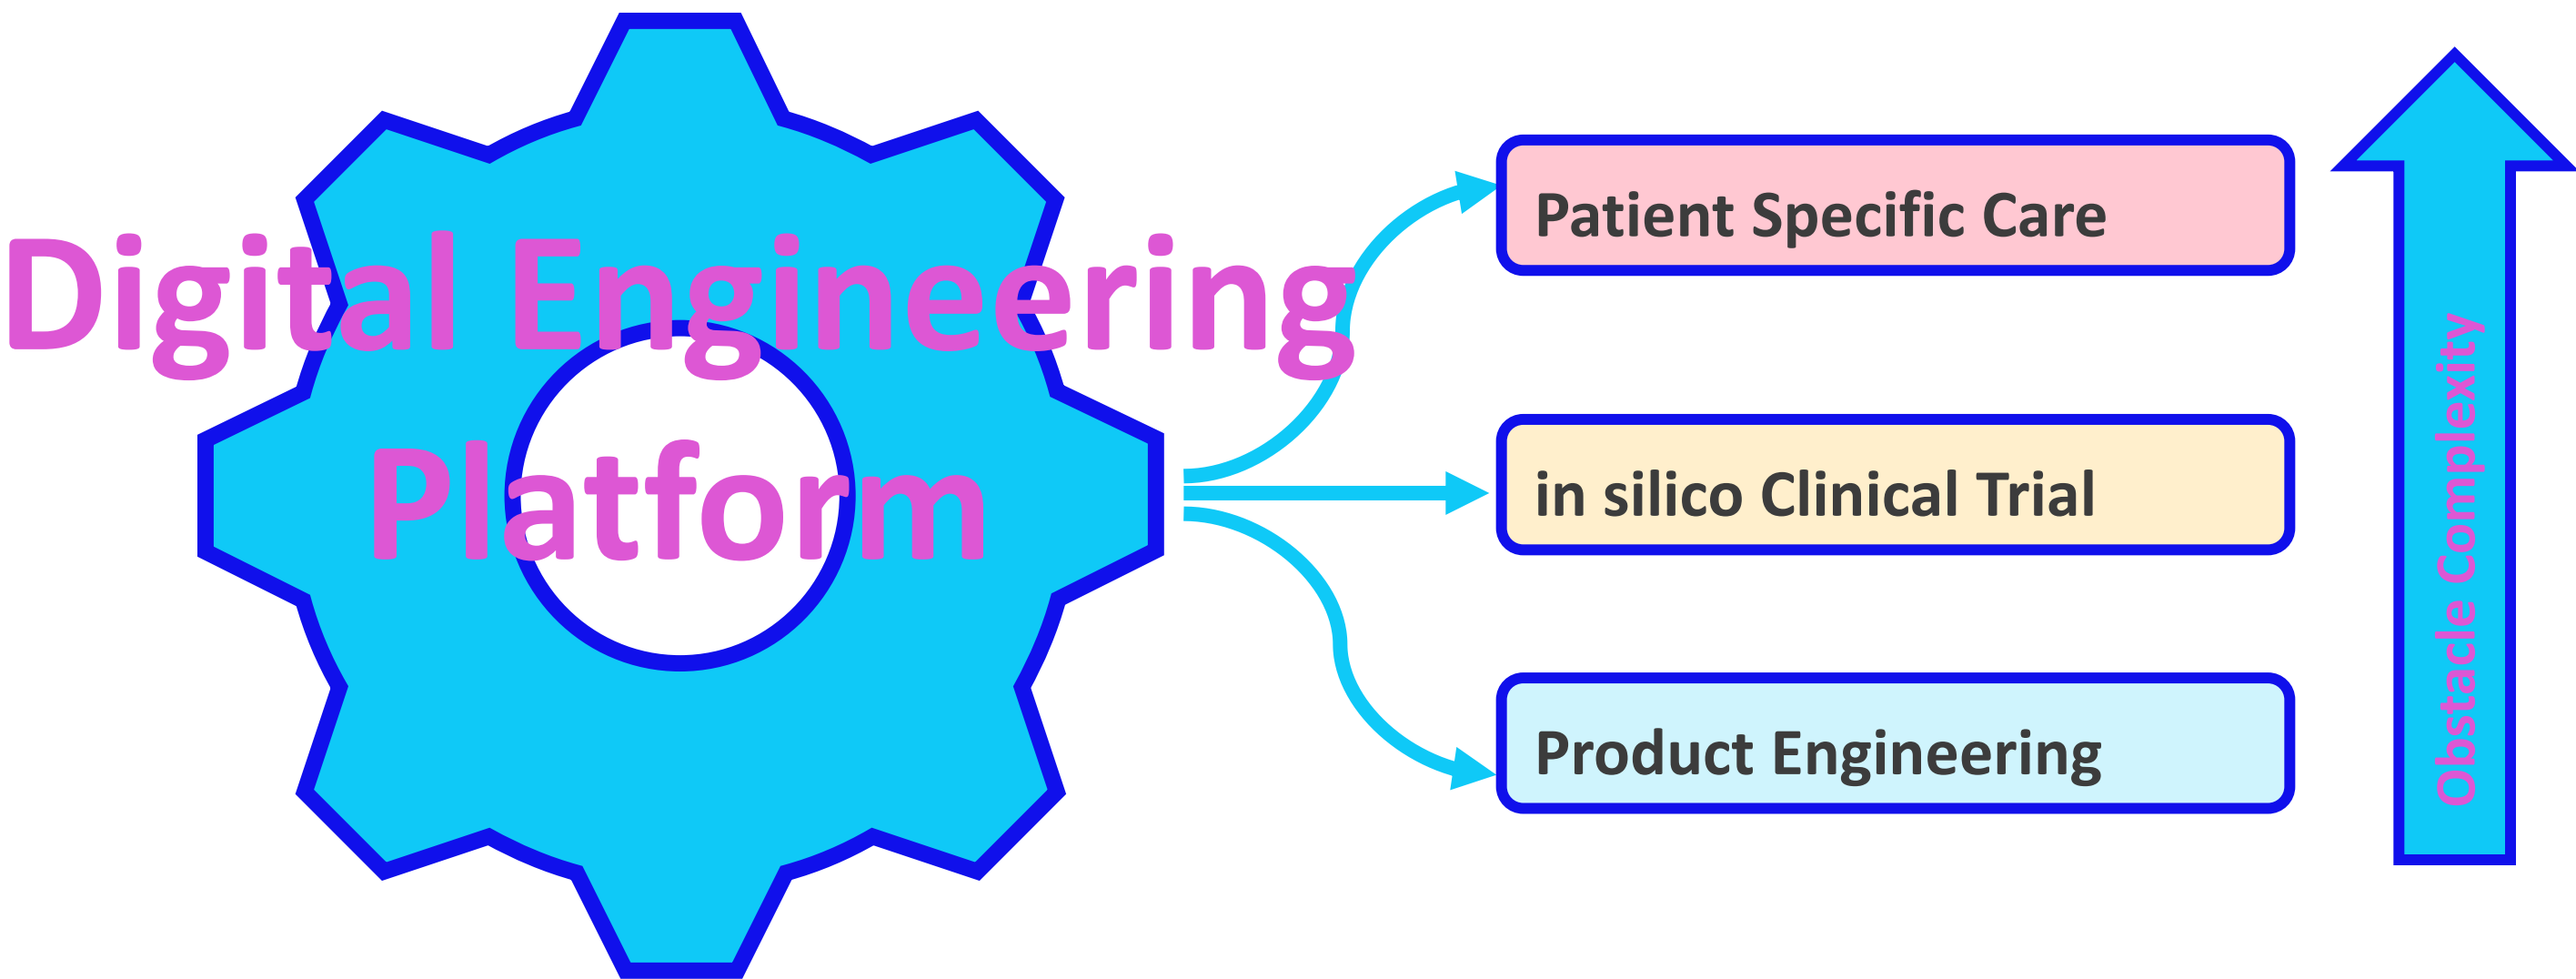 Digital Engineering
Platform
Patient Specific Care
in silico Clinical Trial
Product Engineering
Obstacle Complexity